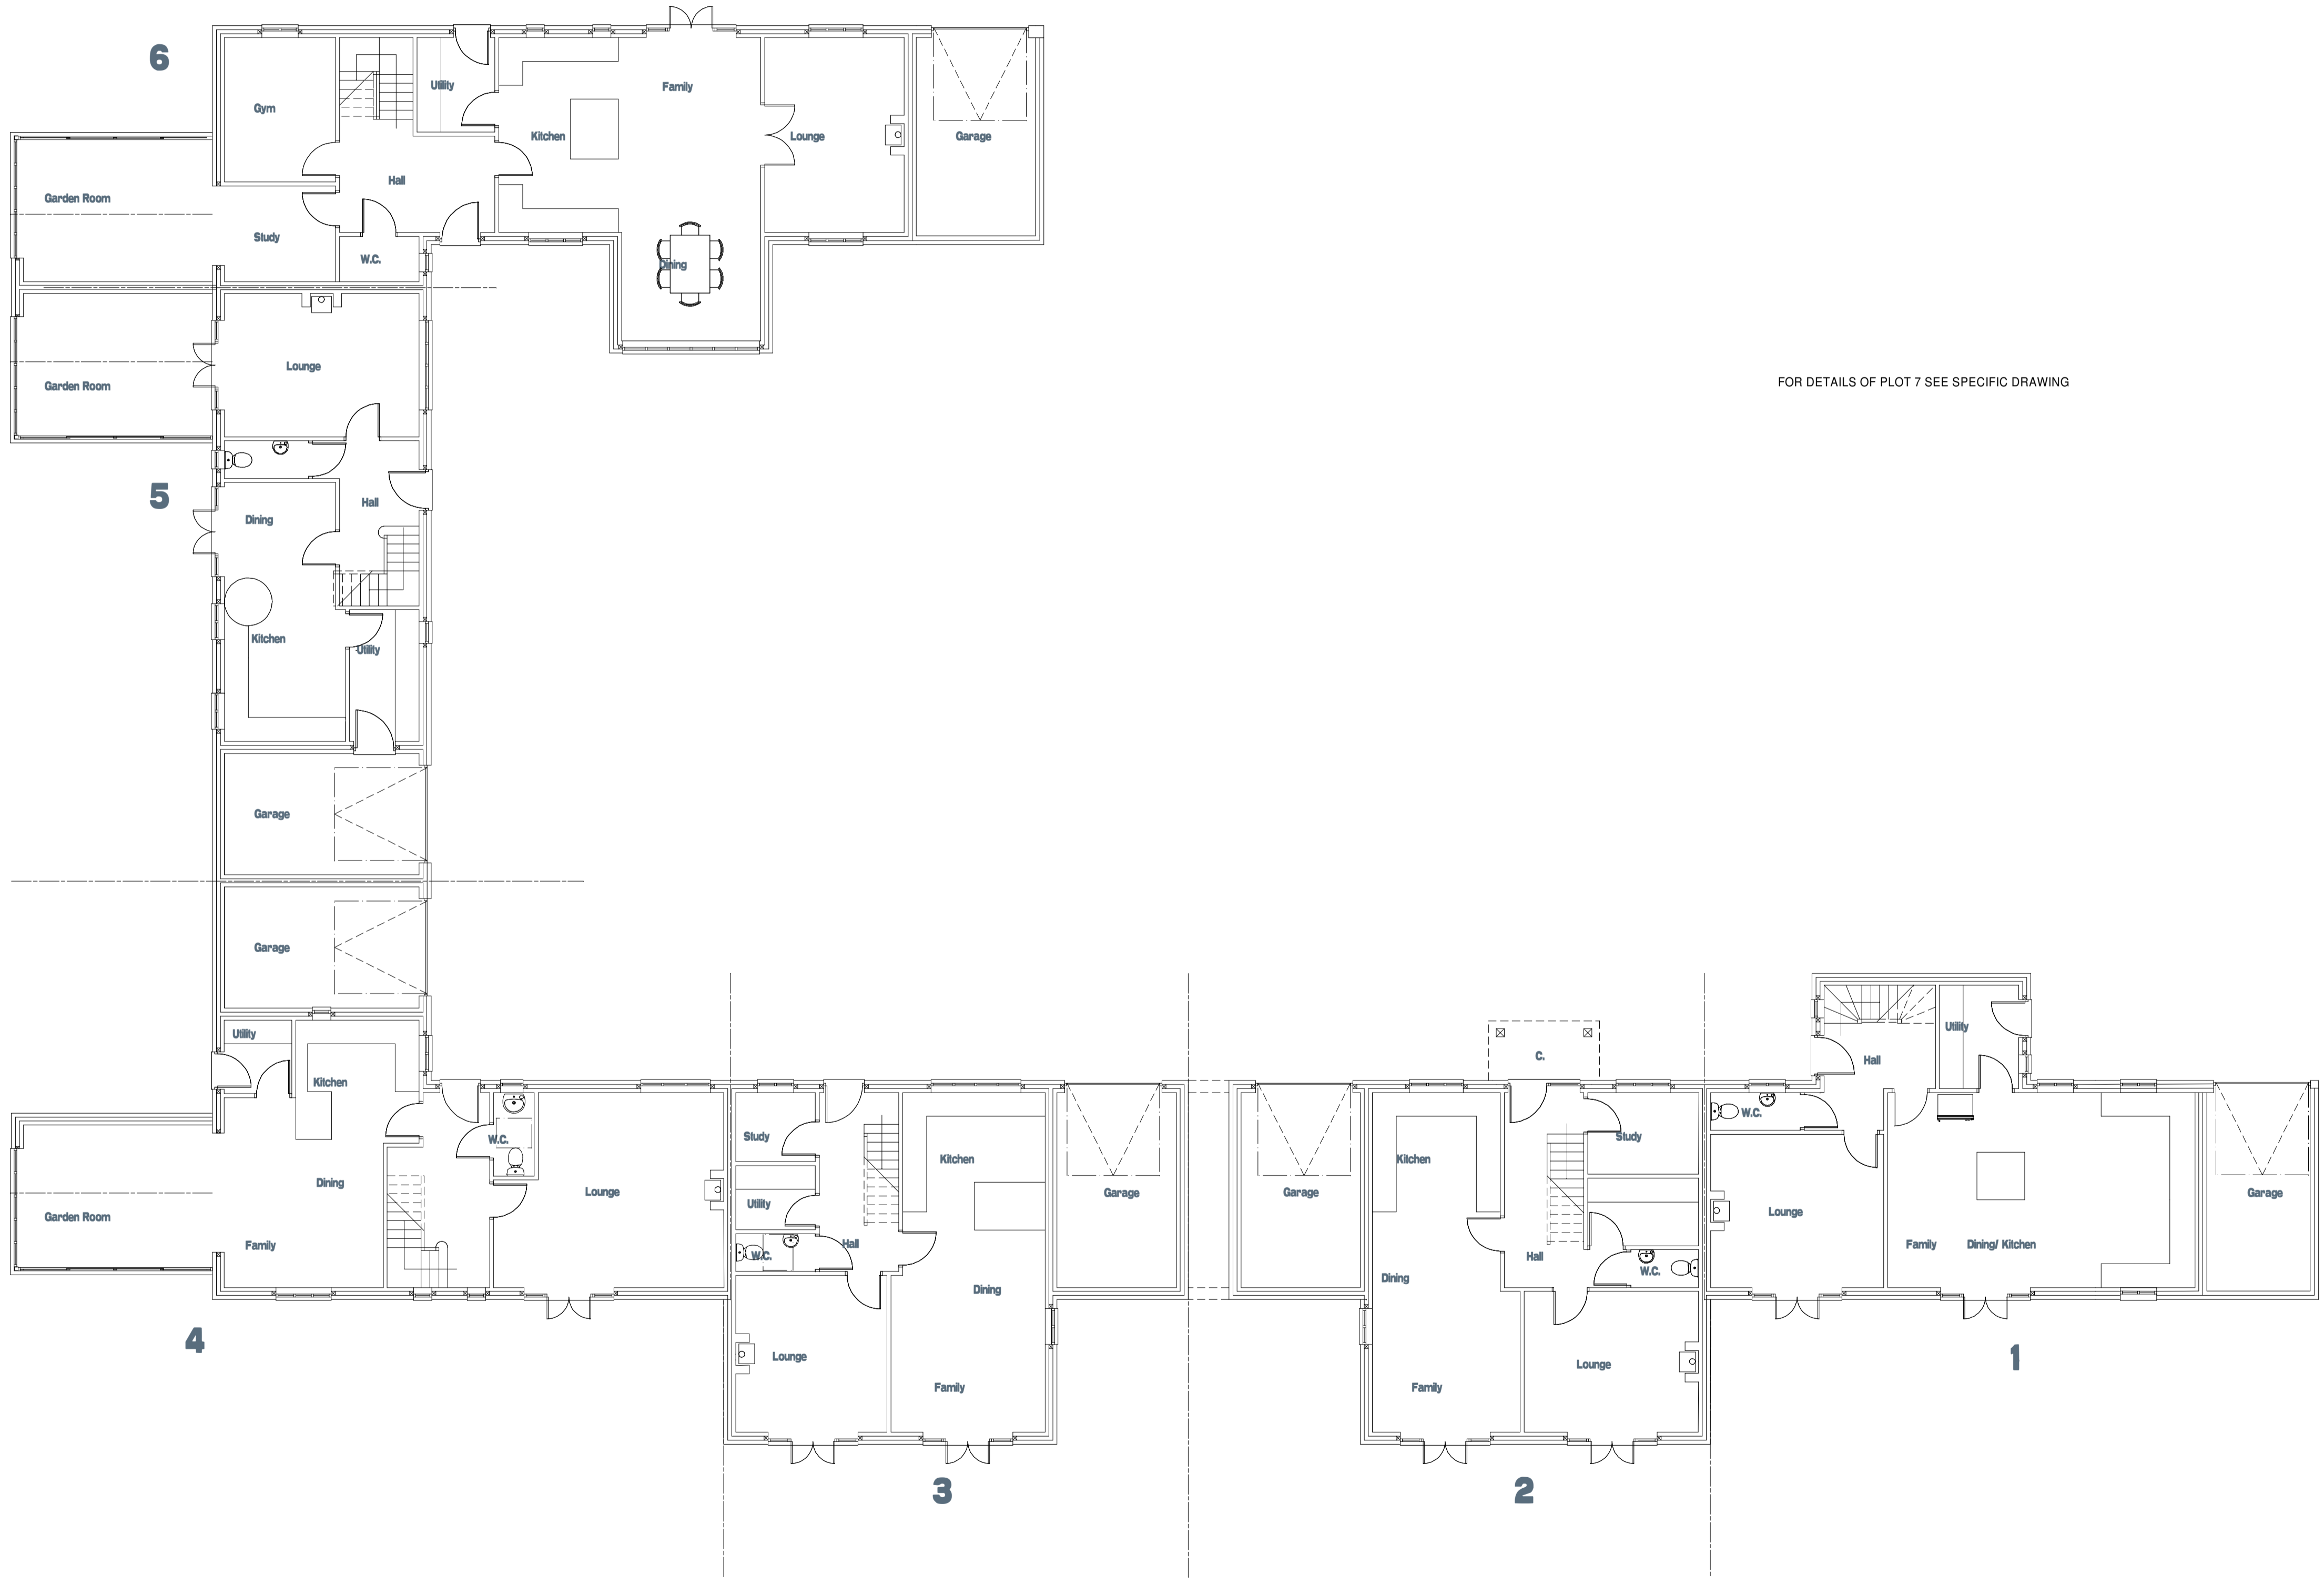 6
Gym
Utility
Family
Kitchen
Lounge
Garage
Hall
Garden Room
Study
W.C.
Dining
Lounge
Garden Room
FOR DETAILS OF PLOT 7 SEE SPECIFIC DRAWING
5
Hall
Dining
Kitchen
Utility
Garage
Garage
Utility
Kitchen
W.C.
Dining
Lounge
Garden Room
Family
4
Study
Kitchen
Utility
Garage
Hall
W.C.
Dining
Lounge
Family
3
C.
Garage
Kitchen
Study
Hall
W.C.
Dining
Lounge
Family
2
Utility
Hall
W.C.
Lounge
Family
Dining/ Kitchen
Garage
1